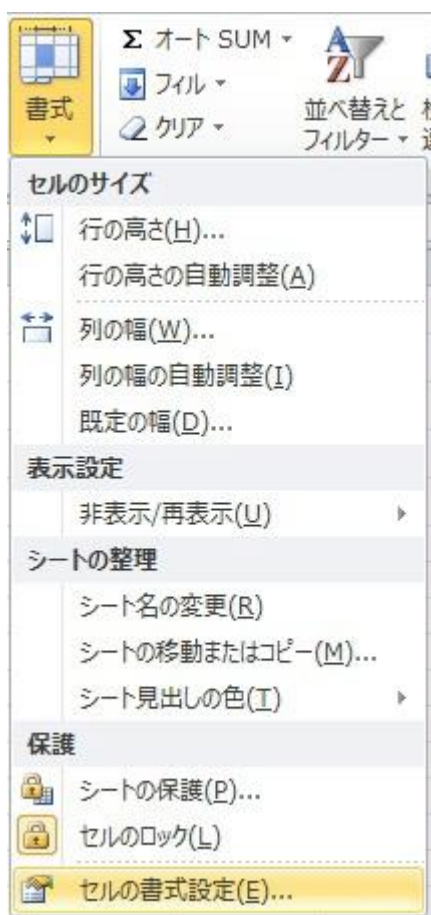 Σ オート SUM
フィル
クリア
書式
並べ替えと
フィルター
セルのサイズ
行の高さ(H)...
行の高さの自動調整(A)
列の幅(W)...
列の幅の自動調整(I)
既定の幅(D)...
表示設定
非表示/再表示(U)
シートの整理
シート名の変更(R)
シートの移動またはコピー(M)...
シート見出しの色(T)
保護
シートの保護(P)...
セルのロック(L)
セルの書式設定(E)...